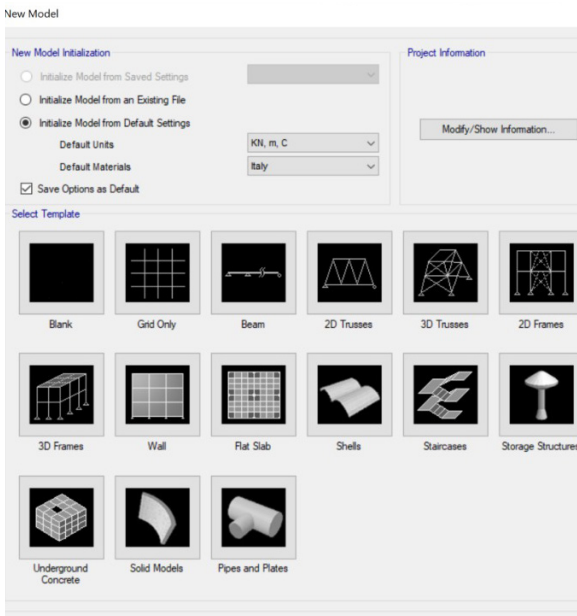 New Model
New Model Initialization
Initialize Model from Saved Settings
Initialize Model from an Existing File
Initialize Model from Default Settings
Default Units
KN, m, C
Default Materials
Italy
Save Options as Default
Project Information
Modify/Show Information...
Select Template
Blank
Grid Only
Beam
2D Trusses
3D Trusses
2D Frames
3D Frames
Wall
Flat Slab
Shells
Staircases
Storage Structures
Underground
Concrete
Solid Models
Pipes and Plates